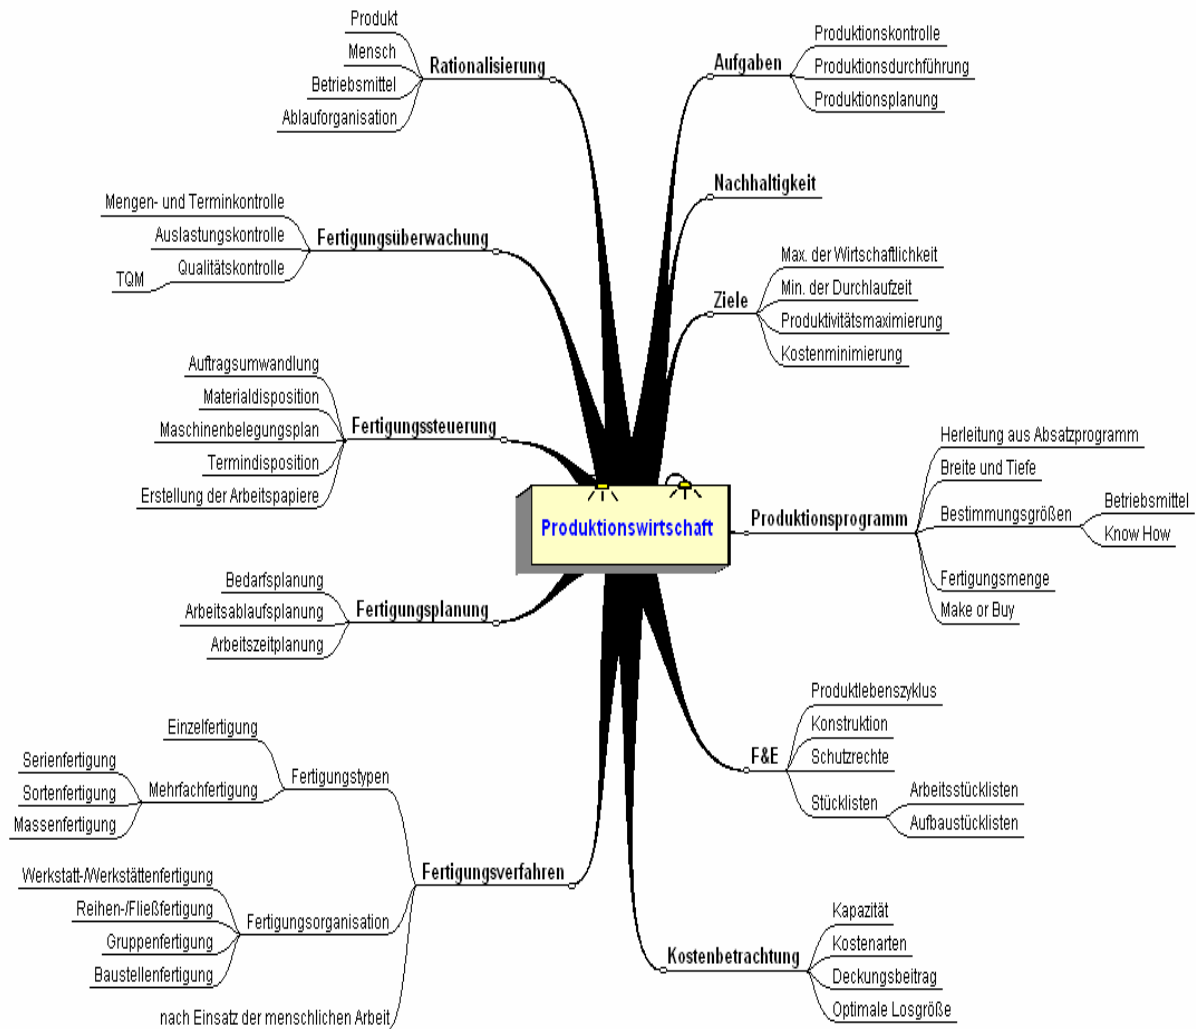 Produktionswirtschaft
Rationalisierung
Produkt
Mensch
Betriebsmittel
Ablauforganisation
Fertigungsüberwachung
Mengen- und Terminkontrolle
Auslastungskontrolle
Qualitätskontrolle
TQM
Fertigungssteuerung
Auftragsumwandlung
Materialdisposition
Maschinenbelegungsplan
Termindisposition
Erstellung der Arbeitspapiere
Fertigungsplanung
Bedarfsplanung
Arbeitsablaufsplanung
Arbeitszeitplanung
Fertigungsverfahren
Fertigungstypen
Einzelfertigung
Mehrfachfertigung
Serienfertigung
Sortenfertigung
Massenfertigung
Fertigungsorganisation
Werkstatt-/Werkstättenfertigung
Reihen-/Fließfertigung
Gruppenfertigung
Baustellenfertigung
nach Einsatz der menschlichen Arbeit
Aufgaben
Produktionskontrolle
Produktionsdurchführung
Produktionsplanung
Nachhaltigkeit
Ziele
Max. der Wirtschaftlichkeit
Min. der Durchlaufzeit
Produktivitätsmaximierung
Kostenminimierung
Produktionsprogramm
Herleitung aus Absatzprogramm
Breite und Tiefe
Bestimmungsgrößen
Betriebsmittel
Know How
Fertigungsmenge
Make or Buy
F&E
Produktlebenszyklus
Konstruktion
Schutzrechte
Stücklisten
Arbeitsstücklisten
Aufbaustücklisten
Kostenbetrachtung
Kapazität
Kostenarten
Deckungsbeitrag
Optimale Losgröße